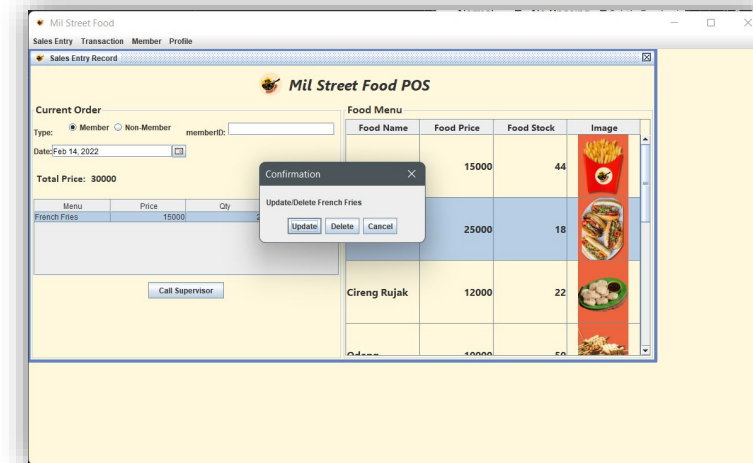 Mil Street Food
Sales Entry Transaction Member Profile
Sales Entry Record
Mil Street Food POS
Current Order
Type: Member Non-Member memberID:
Date: Feb 14, 2022
Total Price: 30000
Menu Price Qty
French Fries 15000
Call Supervisor
Confirmation
Update/Delete French Fries
Update Delete Cancel
Food Menu
Food Name Food Price Food Stock Image
15000 44
25000 18
Cireng Rujak 12000 22
Odeng 10000 50